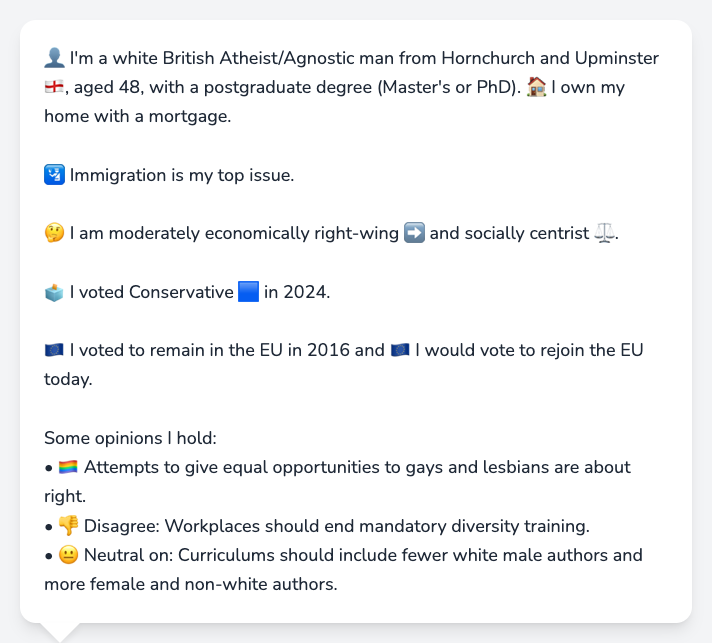 👤 I'm a white British Atheist/Agnostic man from Hornchurch and Upminster
🏴󠁧󠁢󠁥󠁮󠁧󠁿, aged 48, with a postgraduate degree (Master's or PhD). 🏠 I own my
home with a mortgage.
🛂 Immigration is my top issue.
🤔 I am moderately economically right-wing ➡️ and socially centrist ⚖️.
🗳️ I voted Conservative 🟦 in 2024.
🇪🇺 I voted to remain in the EU in 2016 and 🇪🇺 I would vote to rejoin the EU
today.
Some opinions I hold:
• 🏳️‍🌈 Attempts to give equal opportunities to gays and lesbians are about
right.
• 👎 Disagree: Workplaces should end mandatory diversity training.
• 😐 Neutral on: Curriculums should include fewer white male authors and
more female and non-white authors.